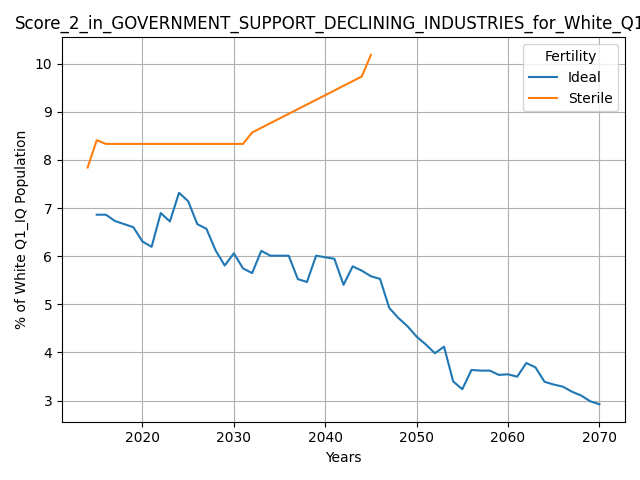 Score_2_in_GOVERNMENT_SUPPORT_DECLINING_INDUSTRIES_for_White_Q1
Fertility
Ideal
Sterile
% of White Q1_IQ Population
10
9
8
7
6
5
4
3
2020 2030 2040 2050 2060 2070
Years